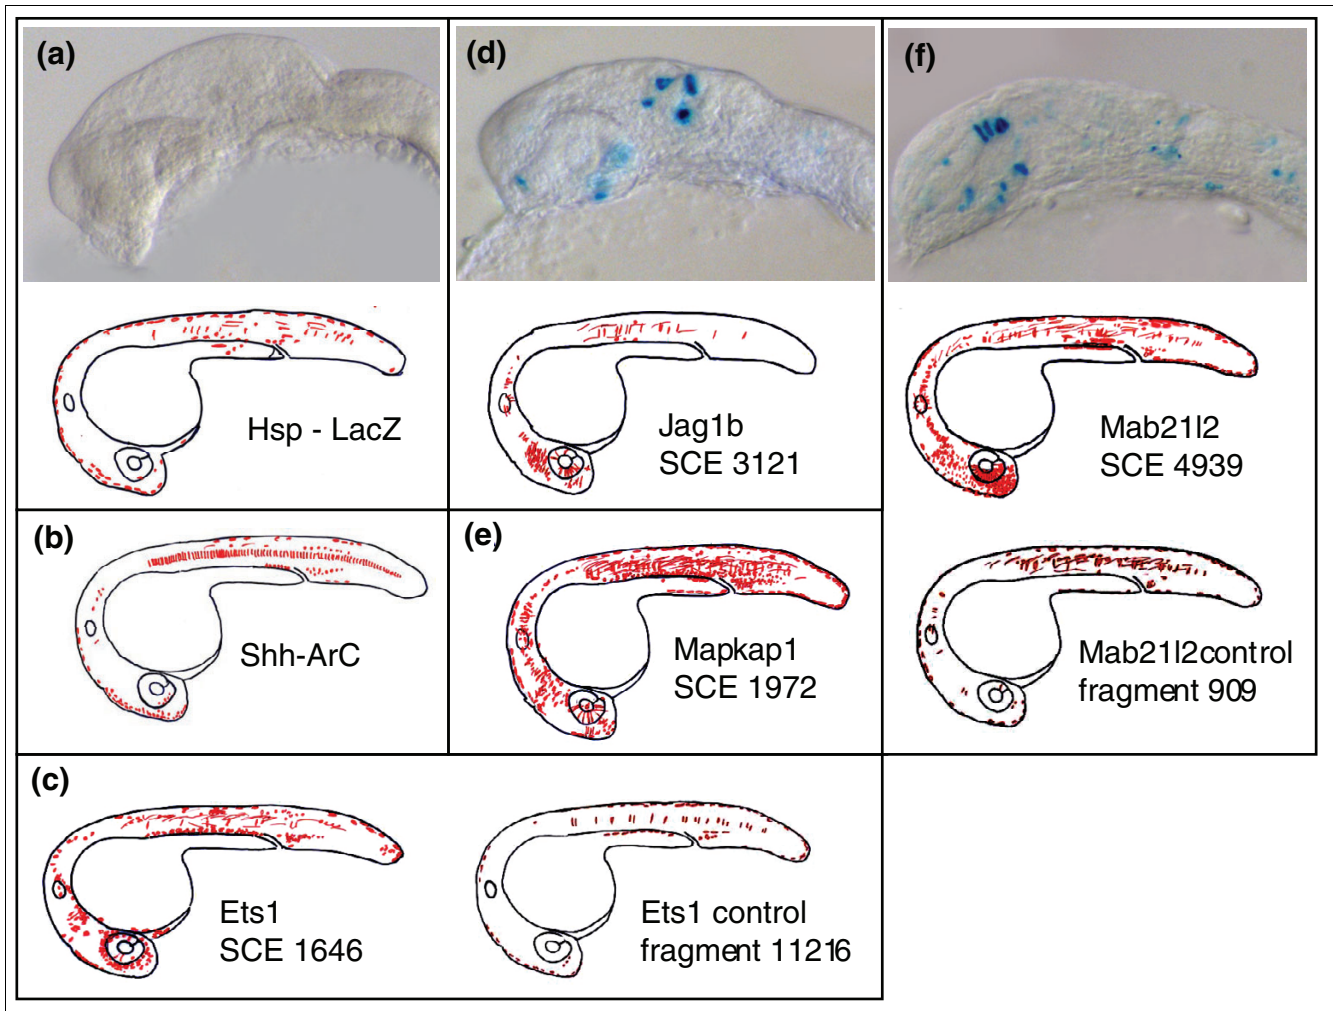 (a)
Hsp - LacZ
(b)
Shh-ArC
(c)
Ets1
SCE 1646
Ets1 control
fragment 11216
(d)
Jag1b
SCE 3121
(e)
Mapkap1
SCE 1972
(f)
Mab21l2
SCE 4939
Mab21l2control
fragment 909